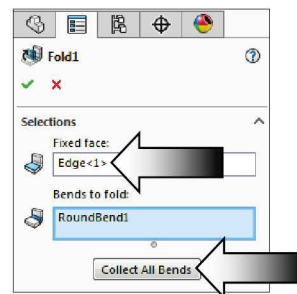 Fold1
Selections
Fixed face:
Edge<1>
Bends to fold:
RoundBend1
Collect All Bends